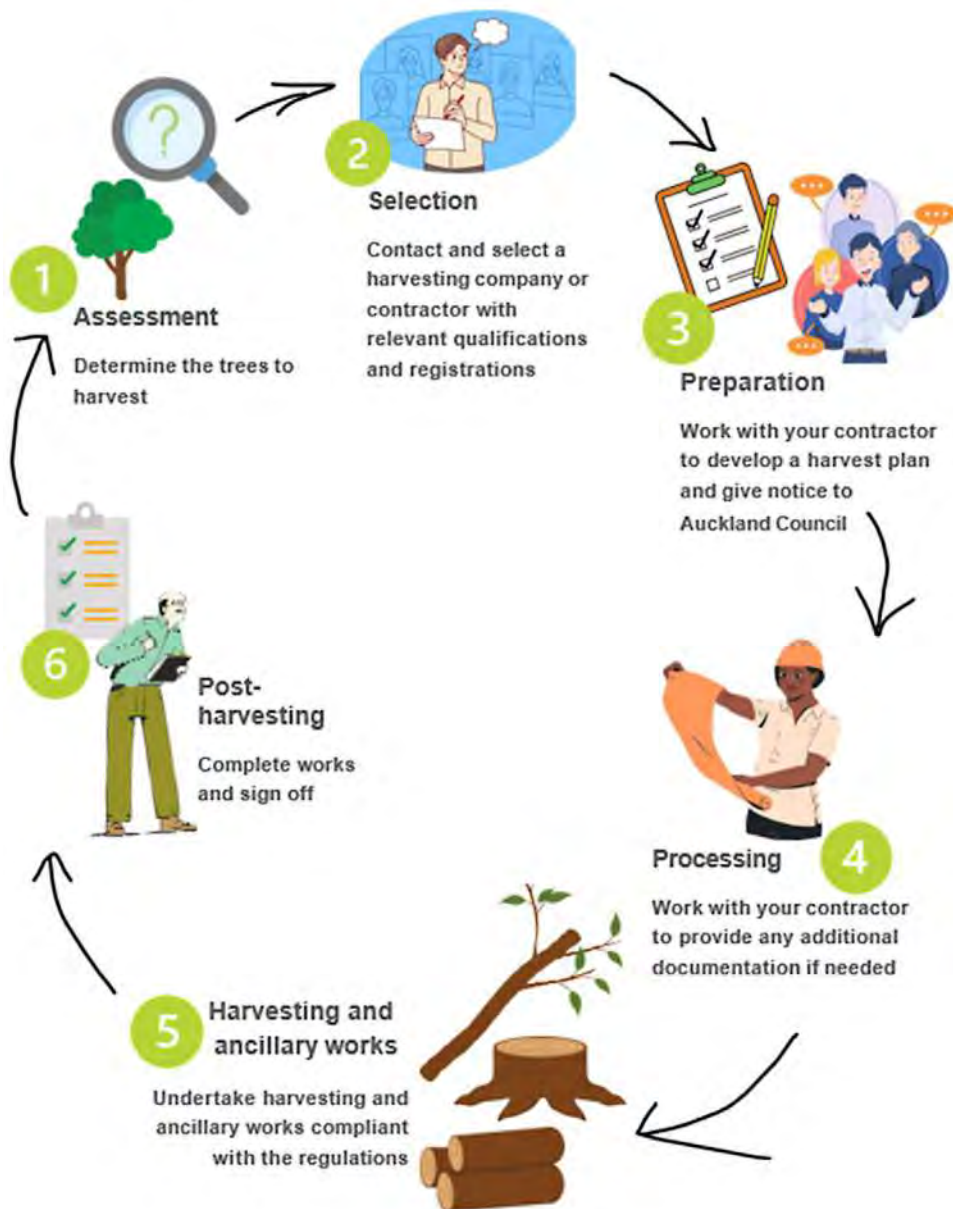 1
Assessment
Determine the trees to
harvest
2
Selection
Contact and select a
harvesting company or
contractor with
relevant qualifications
and registrations
3
Preparation
Work with your contractor
to develop a harvest plan
and give notice to
Auckland Council
4
Processing
Work with your contractor
to provide any additional
documentation if needed
5
Harvesting and
ancillary works
Undertake harvesting and
ancillary works compliant
with the regulations
6
Post-
harvesting
Complete works
and sign off